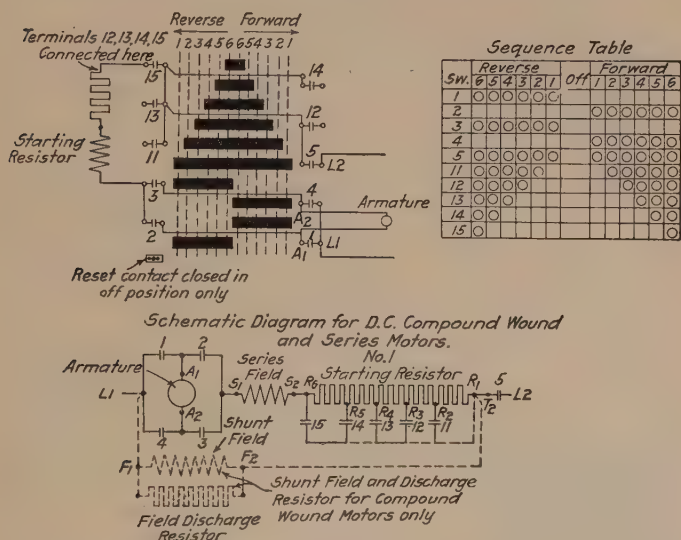 Reverse Forward
1 2 3 4 5 6 6 5 4 3 2 1
Terminals 12,13,14,15
Connected here
15
14
13
12
11
5
L2
Starting
Resistor
3
4
Armature
A2
2
1
L1
A1
Reset contact closed in
off position only
Sequence Table
Sw. Reverse Off Forward
6 5 4 3 2 1 1 2 3 4 5 6
1 ○ ○ ○ ○ ○ ○
2 ○ ○ ○ ○ ○ ○
3 ○ ○ ○ ○ ○ ○
4 ○ ○ ○ ○ ○ ○
5 ○ ○ ○ ○ ○ ○ ○ ○ ○ ○ ○ ○
11 ○ ○ ○ ○ ○ ○ ○ ○ ○ ○
12 ○ ○ ○ ○ ○ ○ ○ ○
13 ○ ○ ○ ○ ○ ○
14 ○ ○ ○ ○
15 ○ ○
Schematic Diagram for D.C. Compound Wound
and Series Motors.
No.1
Armature
1 2
Series
Field
Starting Resistor
A1
L1
S1 S2 R6 R1 5 L2
T2
A2
15 R5 R4 R3 R2
14 13 12 11
4 3
Shunt
Field
F1 F2
Shunt Field and Discharge
Resistor for Compound
Wound Motors only
Field Discharge
Resistor